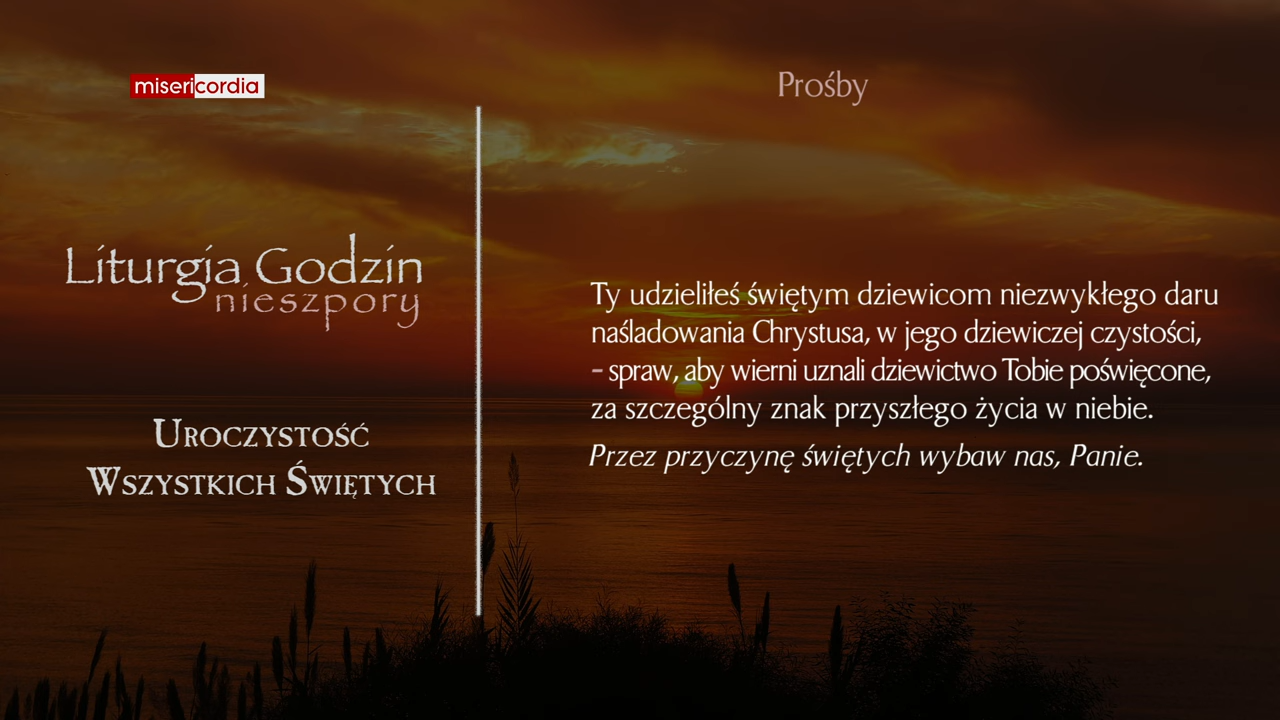 misericordia
Prośby
Liturgia Godzin
nieszpory
Uroczystość
Wszystkich Świętych
Ty udzieliłeś świętym dziewicom niezwykłego daru
naśladowania Chrystusa, w jego dziewiczej czystości,
- spraw, aby wierni uznali dziewictwo Tobie poświęcone,
za szczególny znak przyszłego życia w niebie.
Przez przyczynę świętych wybaw nas, Panie.